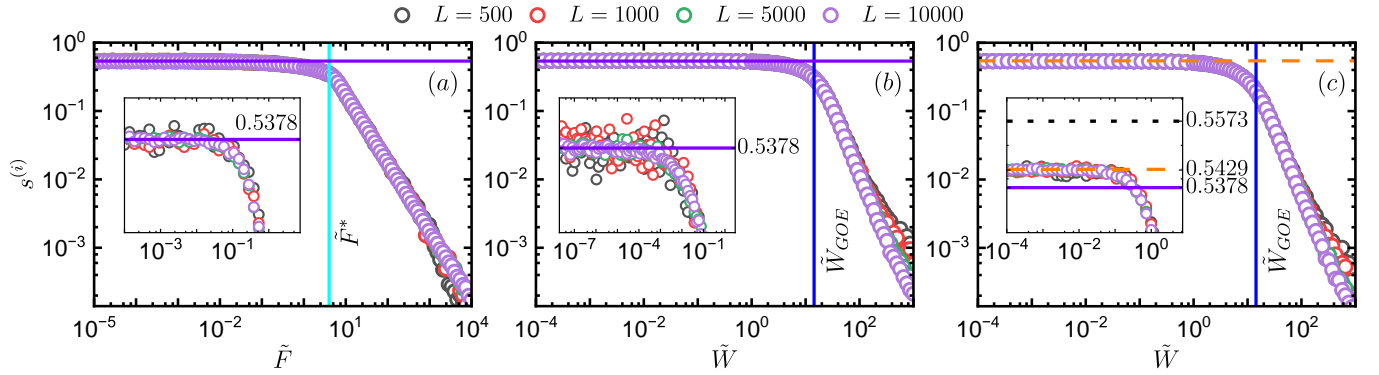 L = 500 L = 1000 L = 5000 L = 10000
s^{(i)}
10^0
10^{-1}
10^{-2}
10^{-3}
(a)
0.5378
10^{-3} 10^{-1}
F̃*
10^{-5} 10^{-2} 10^1 10^4
F̃
10^0
10^{-1}
10^{-2}
10^{-3}
(b)
0.5378
10^{-7} 10^{-4} 10^{-1}
W̃_{GOE}
10^{-4} 10^{-2} 10^0 10^2
W̃
10^0
10^{-1}
10^{-2}
10^{-3}
(c)
0.5573
0.5429
0.5378
10^{-4} 10^{-2} 10^0
W̃_{GOE}
10^{-4} 10^{-2} 10^0 10^2
W̃